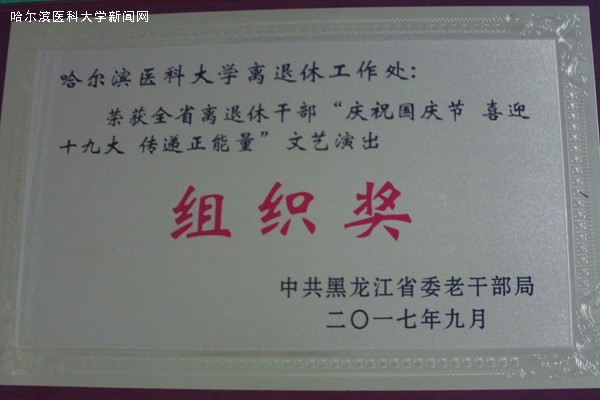 哈尔滨医科大学新闻网
哈尔滨医科大学离退休工作处:
荣获全省离退休干部“庆祝国庆节 喜迎
十九大 传递正能量”文艺演出
组织奖
中共黑龙江省委老干部局
二〇一七年九月